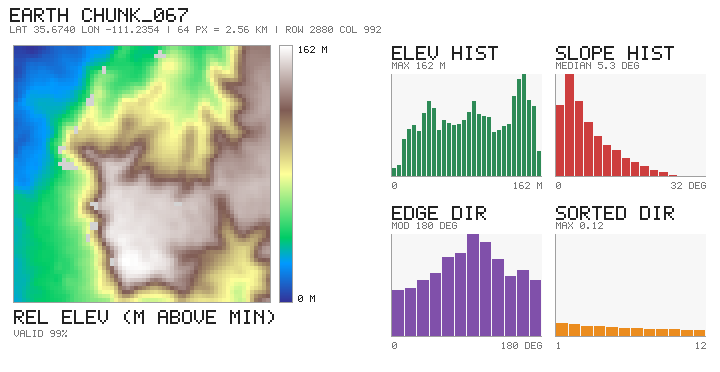 EARTH CHUNK_067
LAT 35.6740 LON -111.2354 | 64 PX = 2.56 KM | ROW 2880 COL 992
162 M
0 M
REL ELEV (M ABOVE MIN)
VALID 99%
ELEV HIST
MAX 162 M
0 162 M
SLOPE HIST
MEDIAN 5.3 DEG
0 32 DEG
EDGE DIR
MOD 180 DEG
0 180 DEG
SORTED DIR
MAX 0.12
1 12